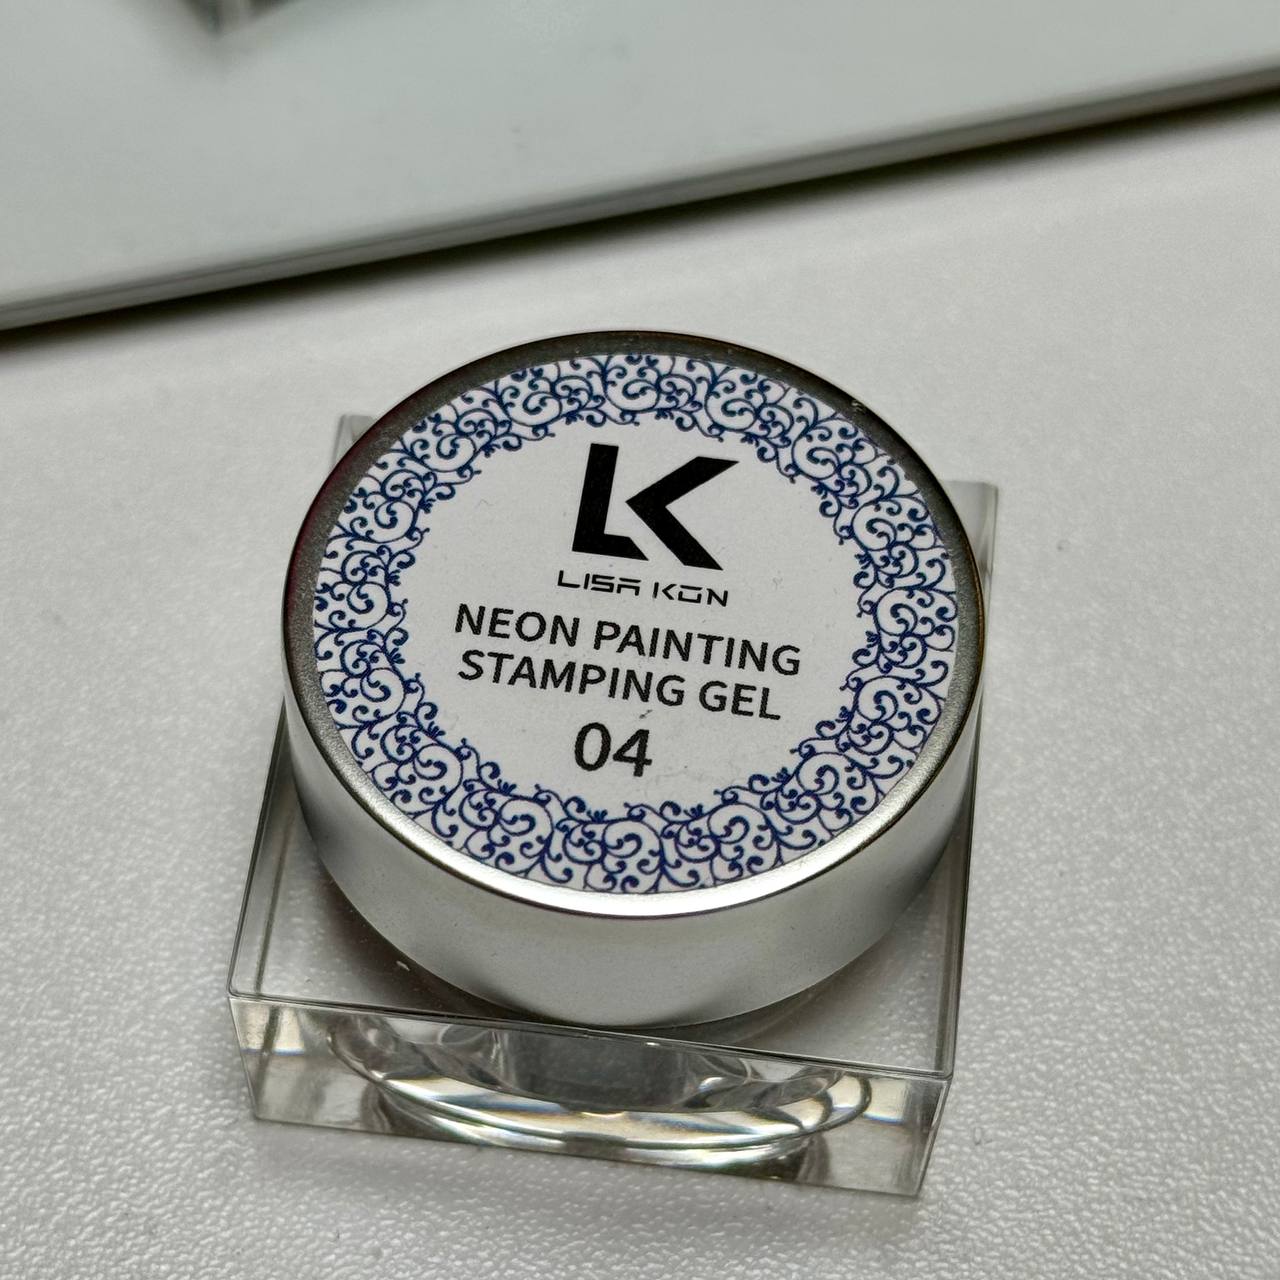 LK
LISA KON
NEON PAINTING
STAMPING GEL
04